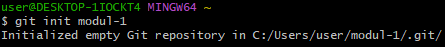 user@DESKTOP-1IOCKT4 MINGW64 ~
$ git init modul-1
Initialized empty Git repository in C:/Users/user/modul-1/.git/